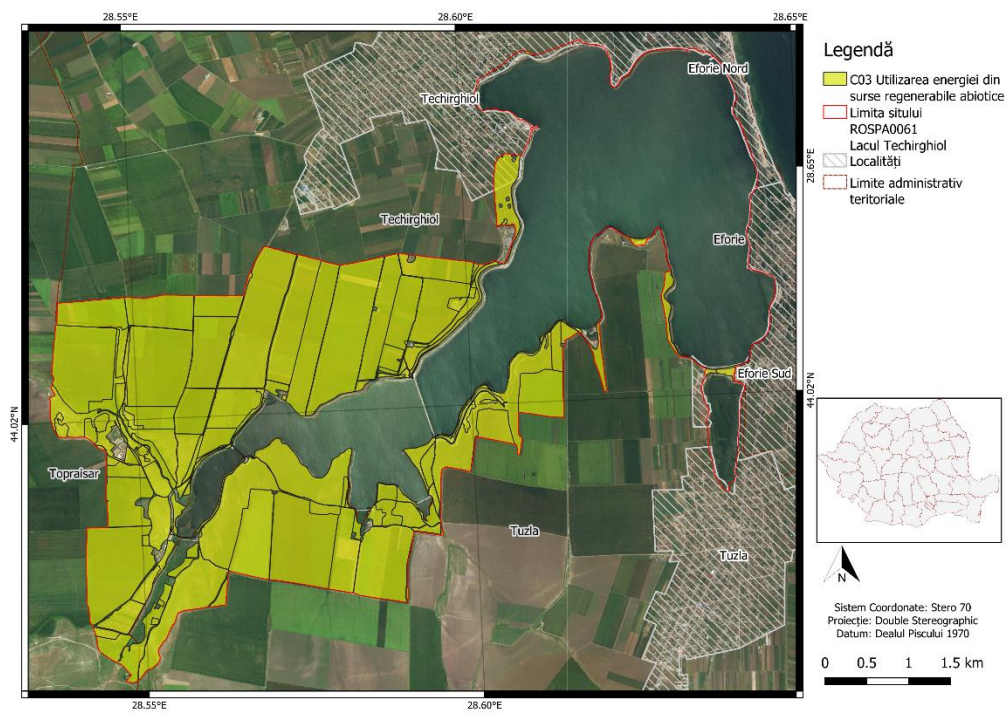 28.55°E
28.60°E
28.65°E
Eforie Nord
Techirghiol
28.65°E
Techirghiol
Eforie
Eforie Sud
44.02°N
44.02°N
Topraisar
Tuzla
Tuzla
28.55°E
28.60°E
Legendă
C03 Utilizarea energiei din
surse regenerabile abiotice
Limita sitului
ROSPA0061
Lacul Techirghiol
Localități
Limite administrativ
teritoriale
N
Sistem Coordonate: Stero 70
Proiecție: Double Stereographic
Datum: Dealul Piscului 1970
0 0.5 1 1.5 km